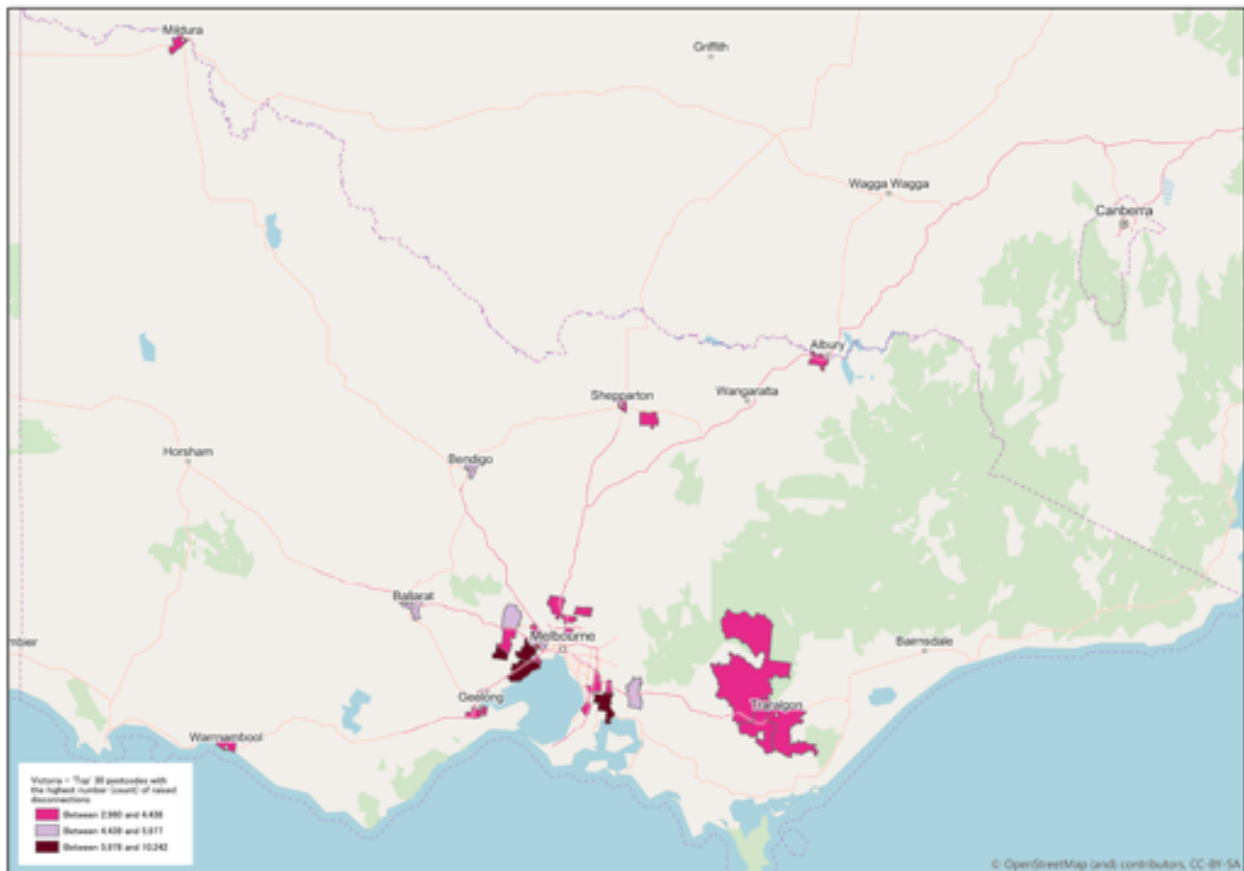 Mildura
Griffith
Wagga Wagga
Canberra
Albury
Shepparton
Wangaratta
Horsham
Bendigo
Ballarat
Melbourne
mbier
Bairnsdale
Geelong
Traralgon
Warrnambool
Victoria - 'Top' 30 postcodes with
the highest number (count) of raised
disconnections
Between 2,980 and 4,438
Between 4,439 and 5,977
Between 5,978 and 10,242
© OpenStreetMap (and) contributors, CC-BY-SA